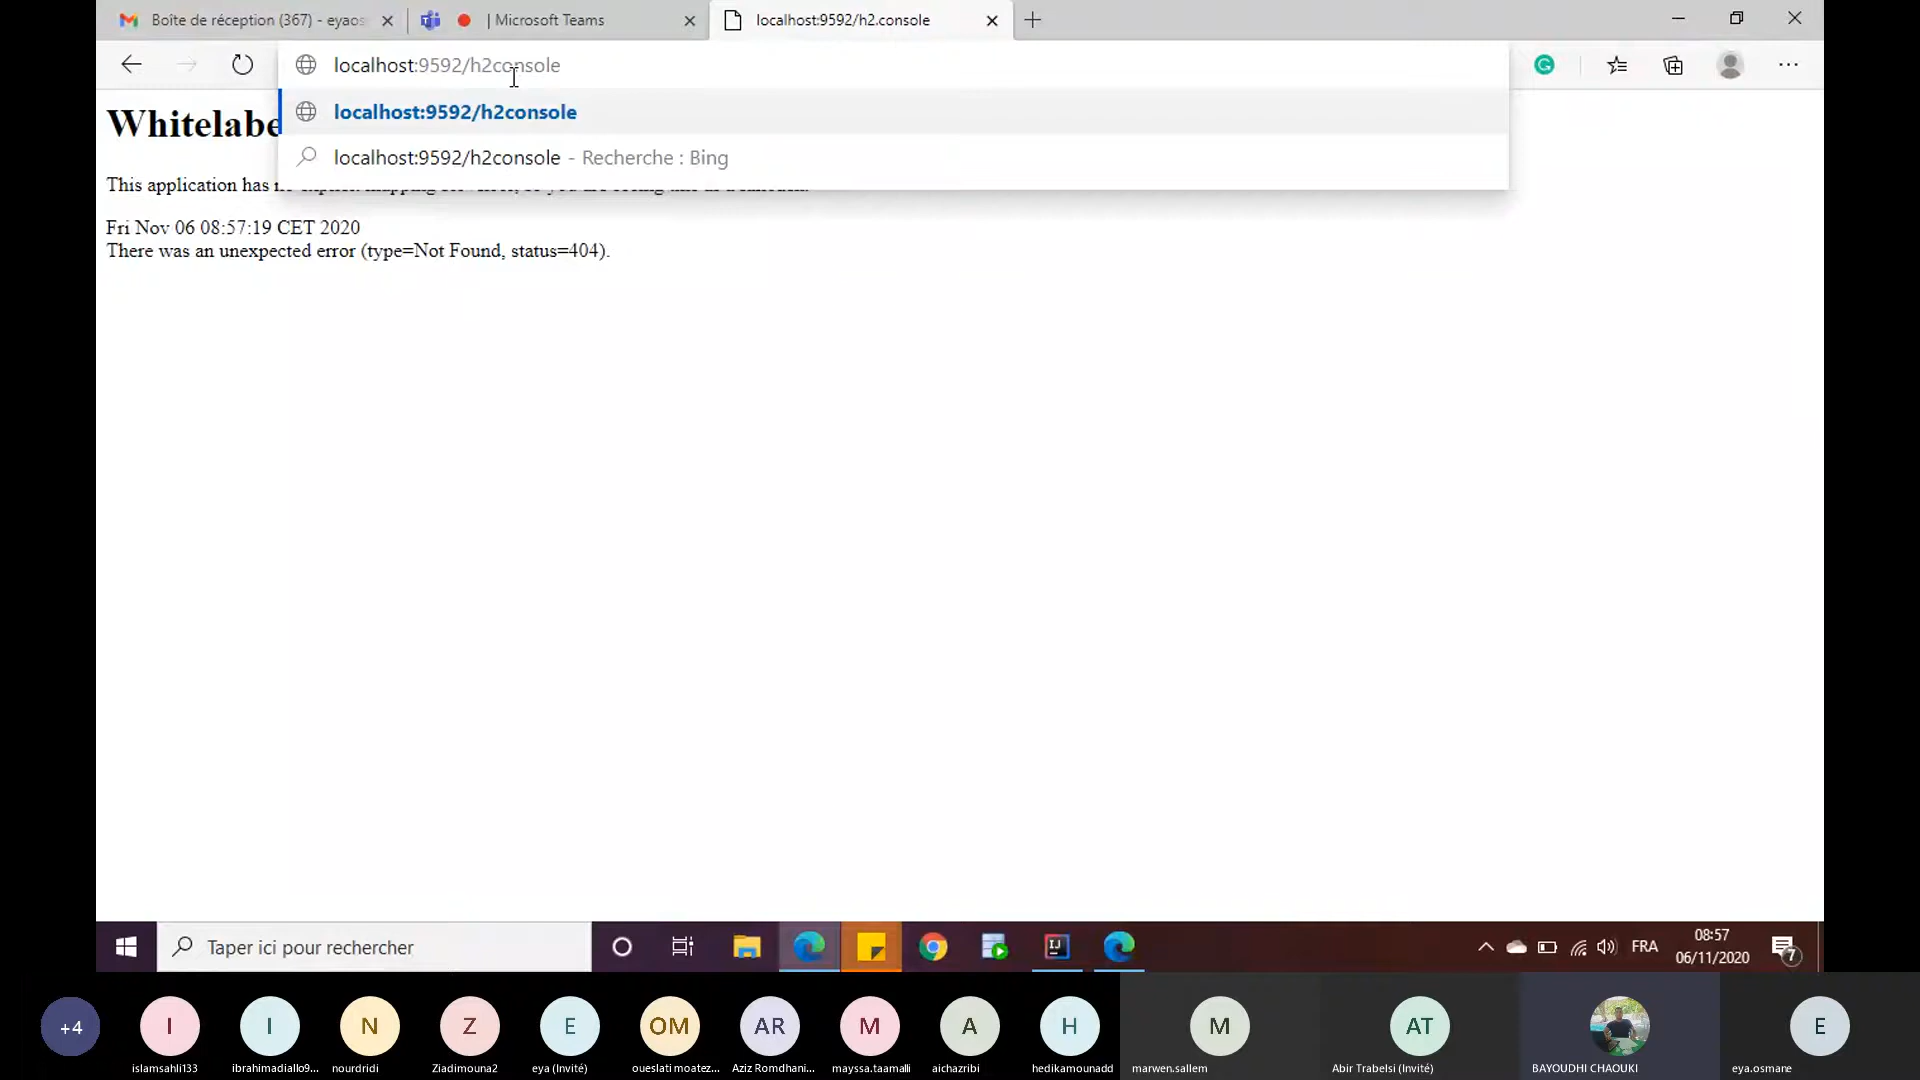 Boîte de réception (367) - eyaos
| Microsoft Teams
localhost:9592/h2.console
localhost:9592/h2console
localhost:9592/h2console
localhost:9592/h2console - Recherche : Bing
Whitelabe
This application has
Fri Nov 06 08:57:19 CET 2020
There was an unexpected error (type=Not Found, status=404).
Taper ici pour rechercher
FRA
08:57
06/11/2020
7
+4
I
I
N
Z
E
OM
AR
M
A
H
M
AT
E
islamsahli133
ibrahimadiallo9...
nourdridi
Ziadimouna2
eya (Invité)
oueslati moatez...
Aziz Romdhani...
mayssa.taamalli
aichazribi
hedikamounadd
marwen.sallem
Abir Trabelsi (Invité)
BAYOUDHI CHAOUKI
eya.osmane